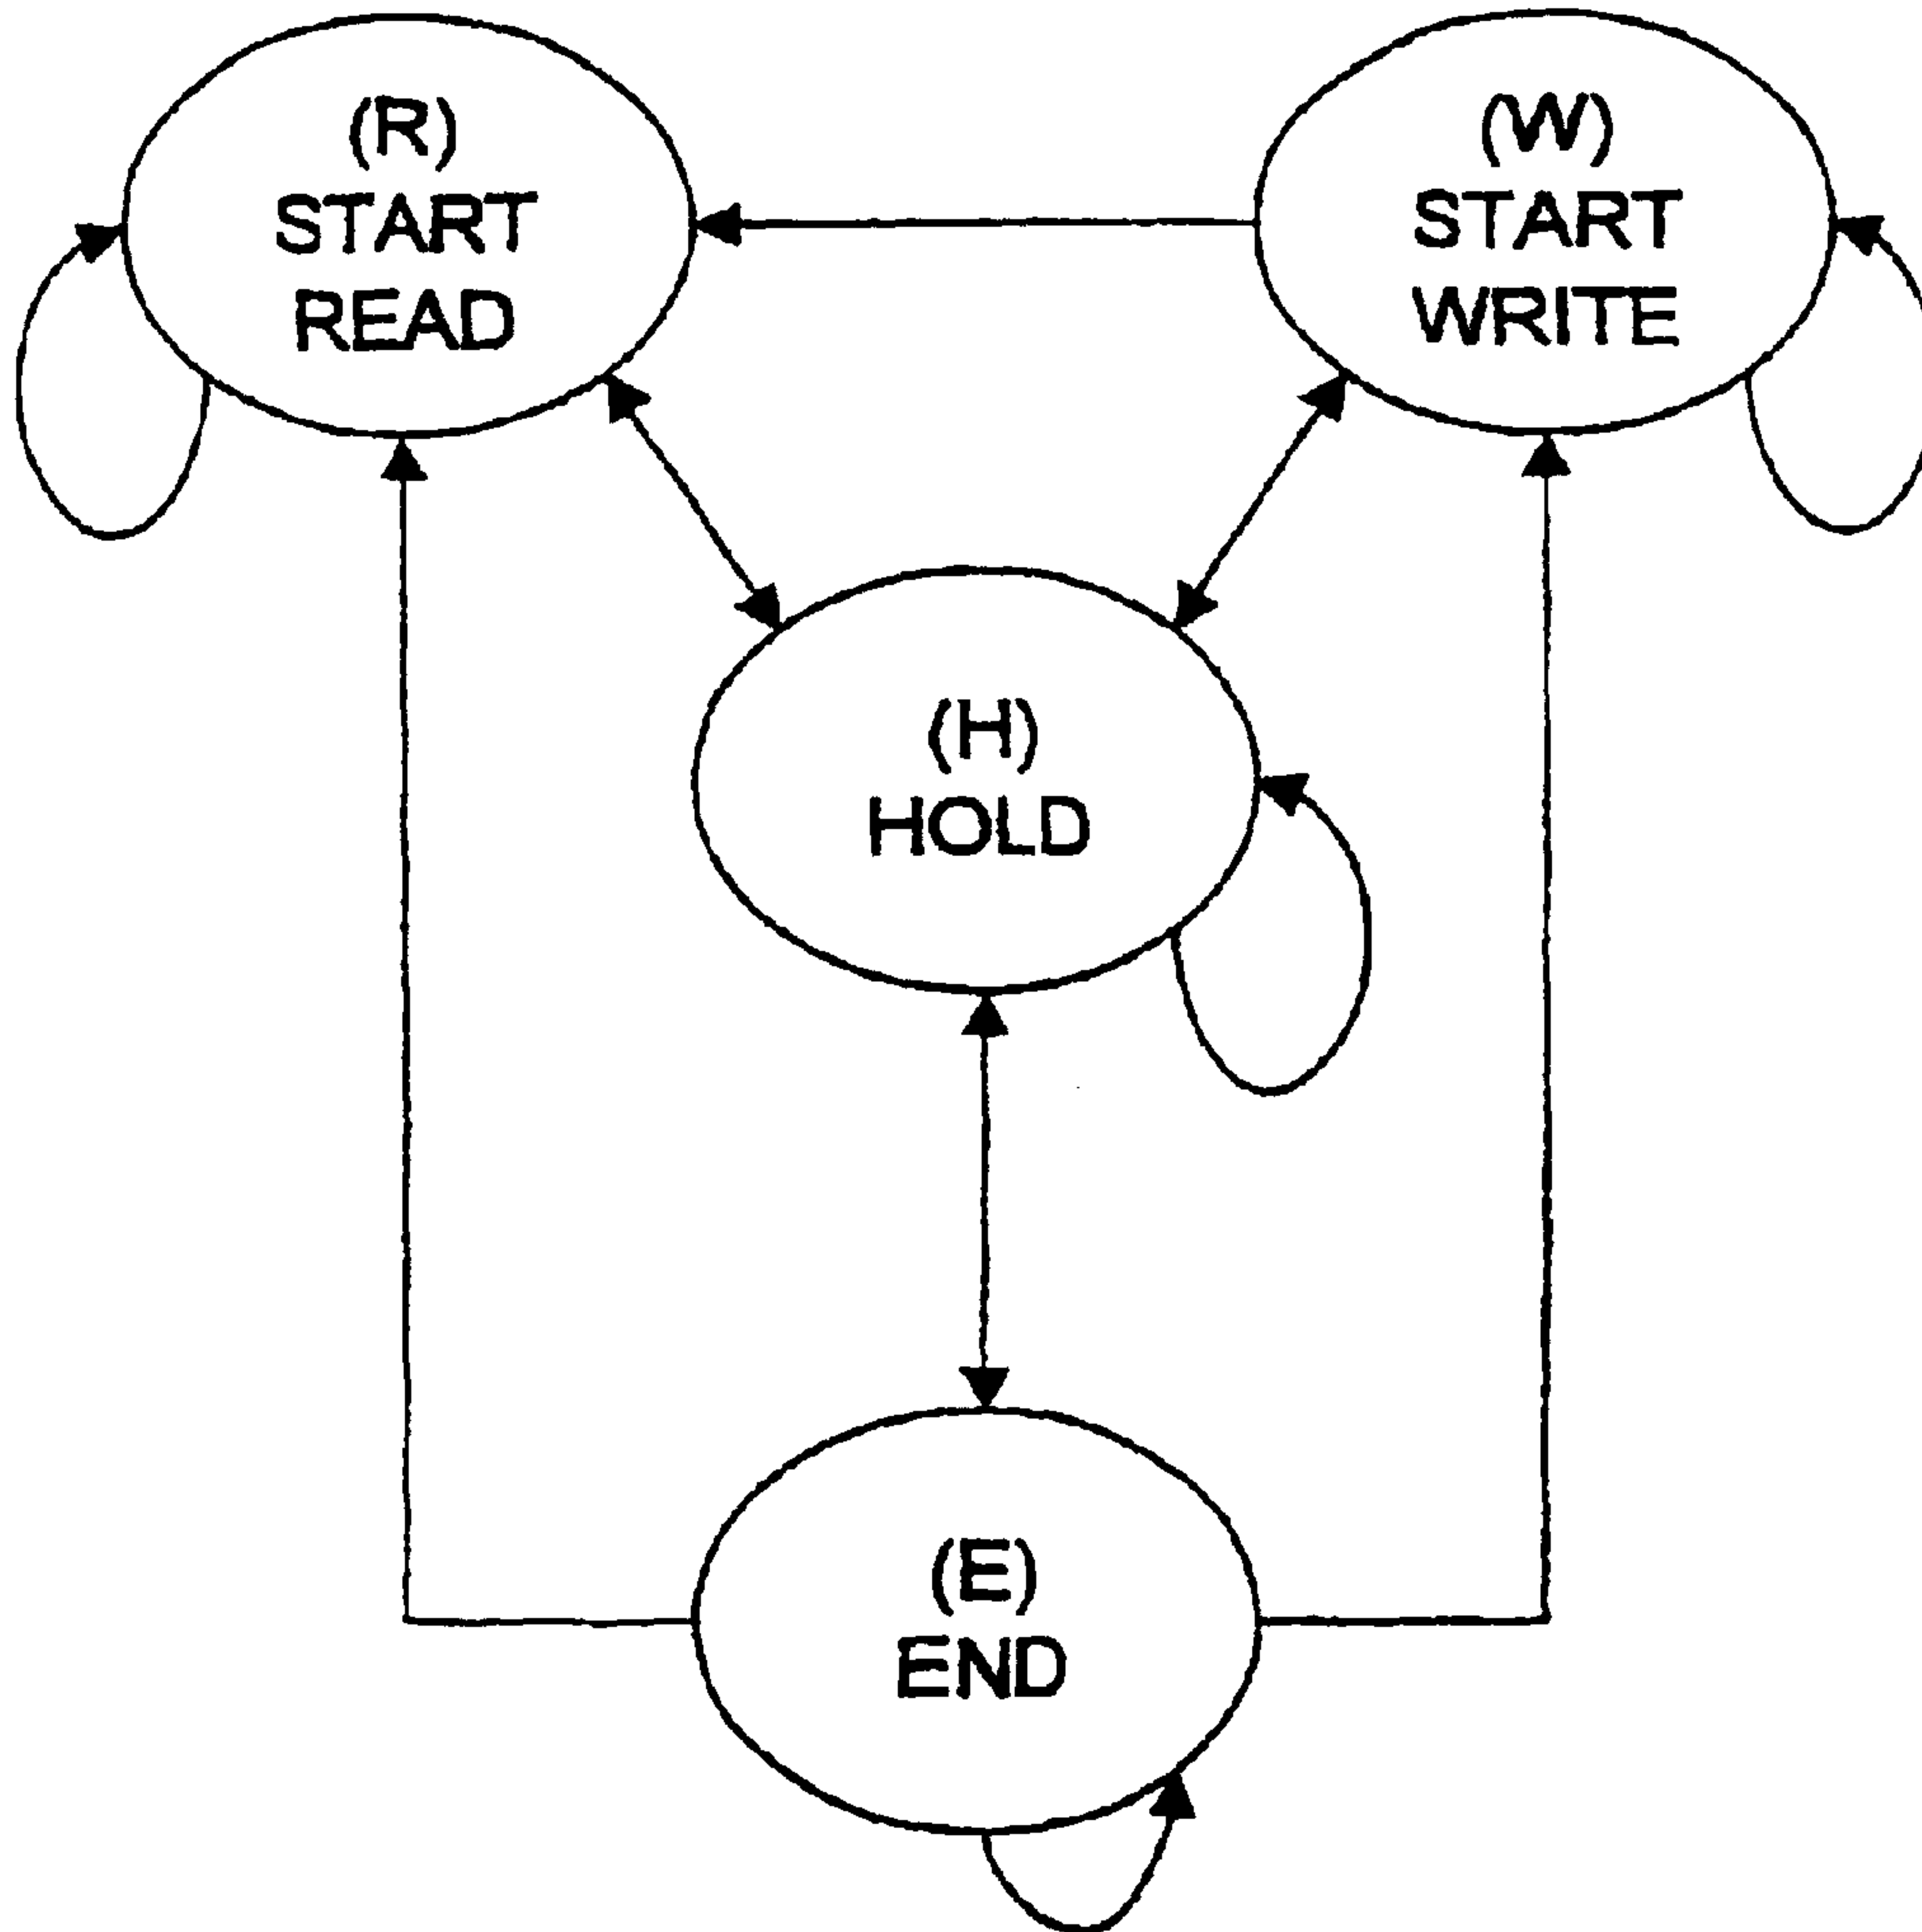 (R)
START
READ
(W)
START
WRITE
(H)
HOLD
(E)
END